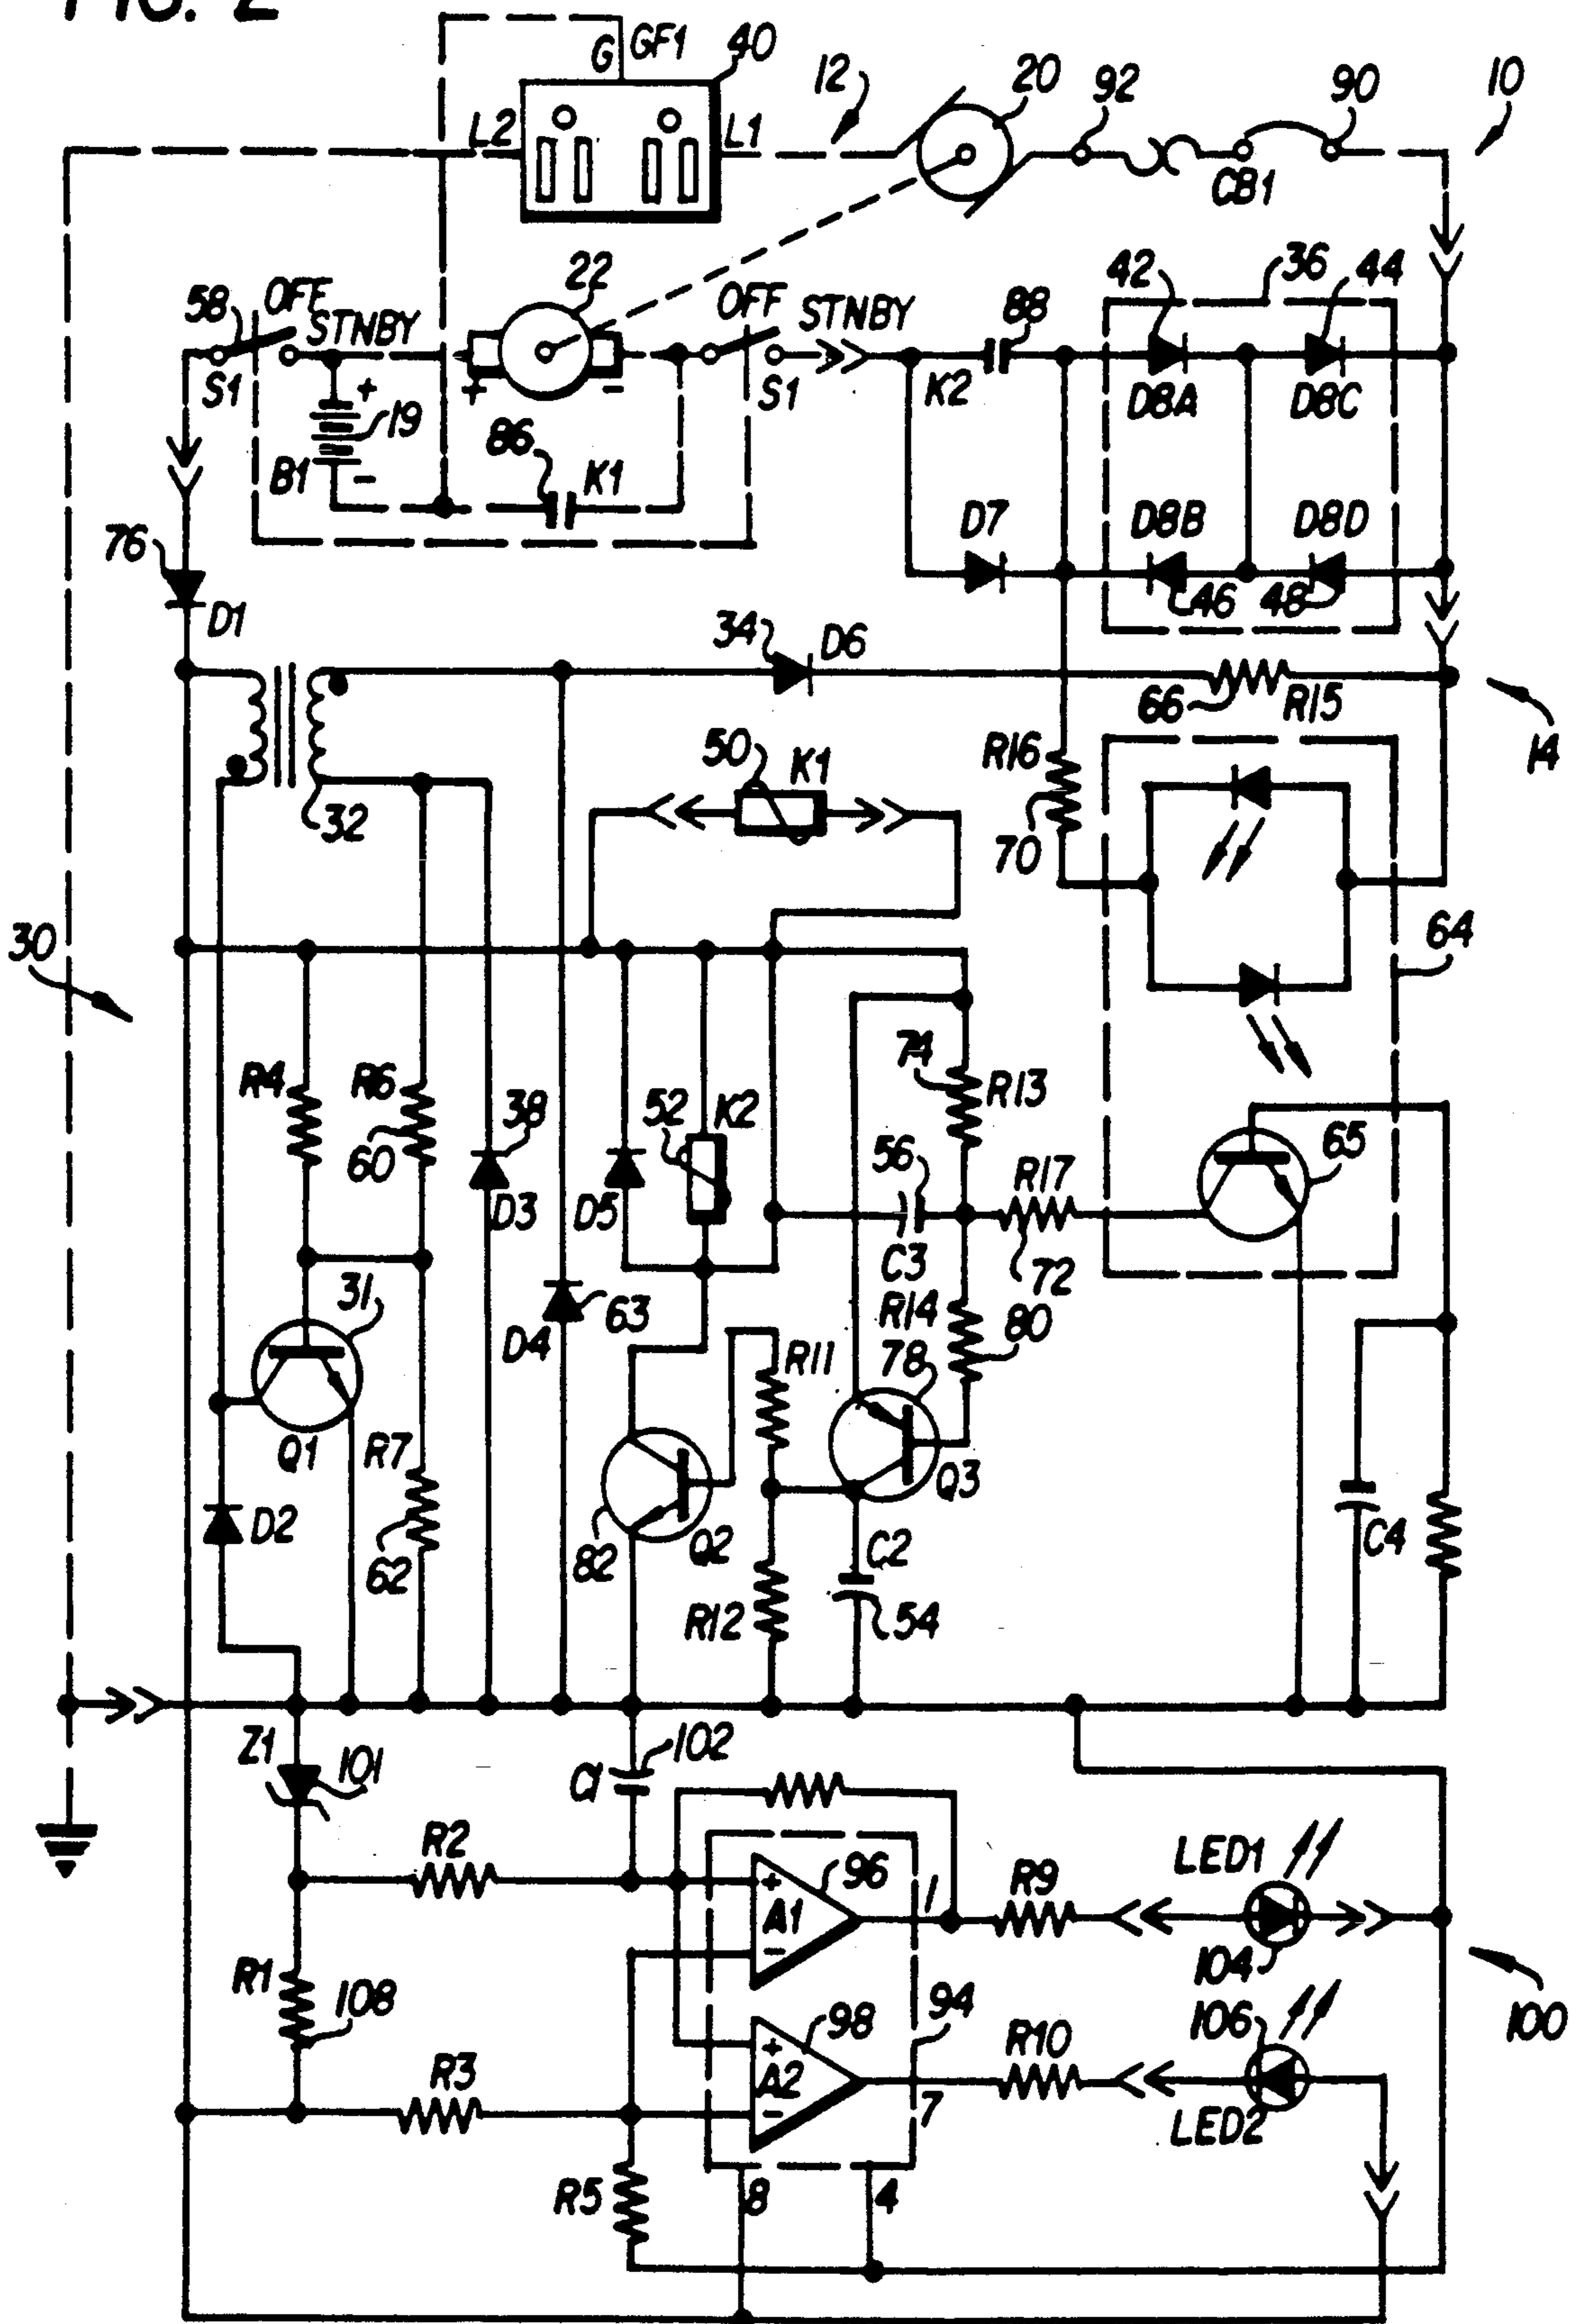 FIG. 2
G GF1 40
12 20 92 90 10
L2 L1
CB1
22 36 44
42
58 OFF OFF
STNBY STNBY 88
S1 + - S1 K2 D8A D8C
+
19
86
B1 K1
-
D7 D8B D8D
76
46 48
D1 34 D6
66 R15
50 K1 R16 14
32 70
30 64
74
R4 R6 38 52 K2 R13
60 56 R17 65
D3 D5
C3 72
31 63 R14 80
D4 R11 78
Q1 R7 Q3
D2 C2 C4
62 82 Q2
R12 54
Z1 101 C1 102
R2 LED1
+ 96 1 R9
A1
-
R1 108 104
94 106 100
+ 98 R10
R3 A2
- 7
LED2
R5 8 4